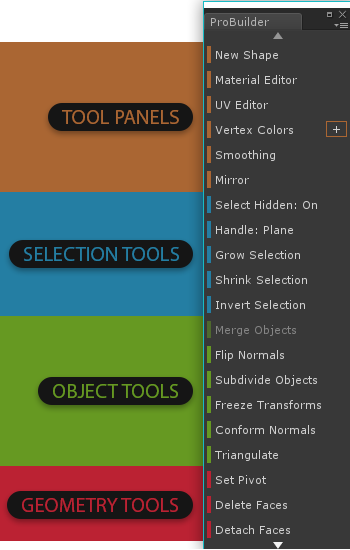 ProBuilder
New Shape
Material Editor
UV Editor
Vertex Colors +
Smoothing
Mirror
Select Hidden: On
Handle: Plane
Grow Selection
Shrink Selection
Invert Selection
Merge Objects
Flip Normals
Subdivide Objects
Freeze Transforms
Conform Normals
Triangulate
Set Pivot
Delete Faces
Detach Faces
TOOL PANELS
SELECTION TOOLS
OBJECT TOOLS
GEOMETRY TOOLS